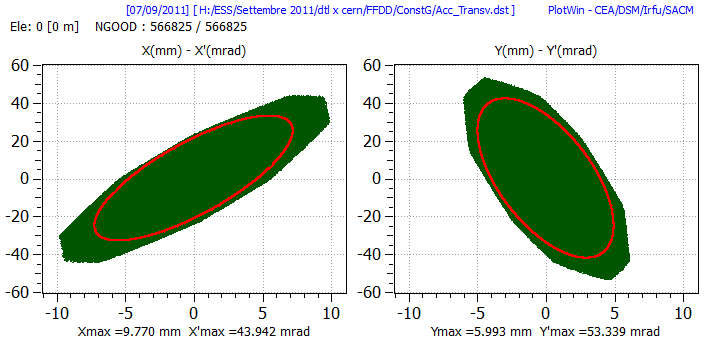 [07/09/2011] [ H:/ESS/Settembre 2011/dtl x cern/FFDD/ConstG/Acc_Transv.dst ] PlotWin - CEA/DSM/Irfu/SACM
Ele: 0 [0 m] NGOOD : 566825 / 566825
X(mm) - X'(mrad) Y(mm) - Y'(mrad)
60 60
40 40
20 20
0 0
-20 -20
-40 -40
-60 -60
-10 -5 0 5 10 -10 -5 0 5 10
Xmax =9.770 mm X'max =43.942 mrad Ymax =5.993 mm Y'max =53.339 mrad